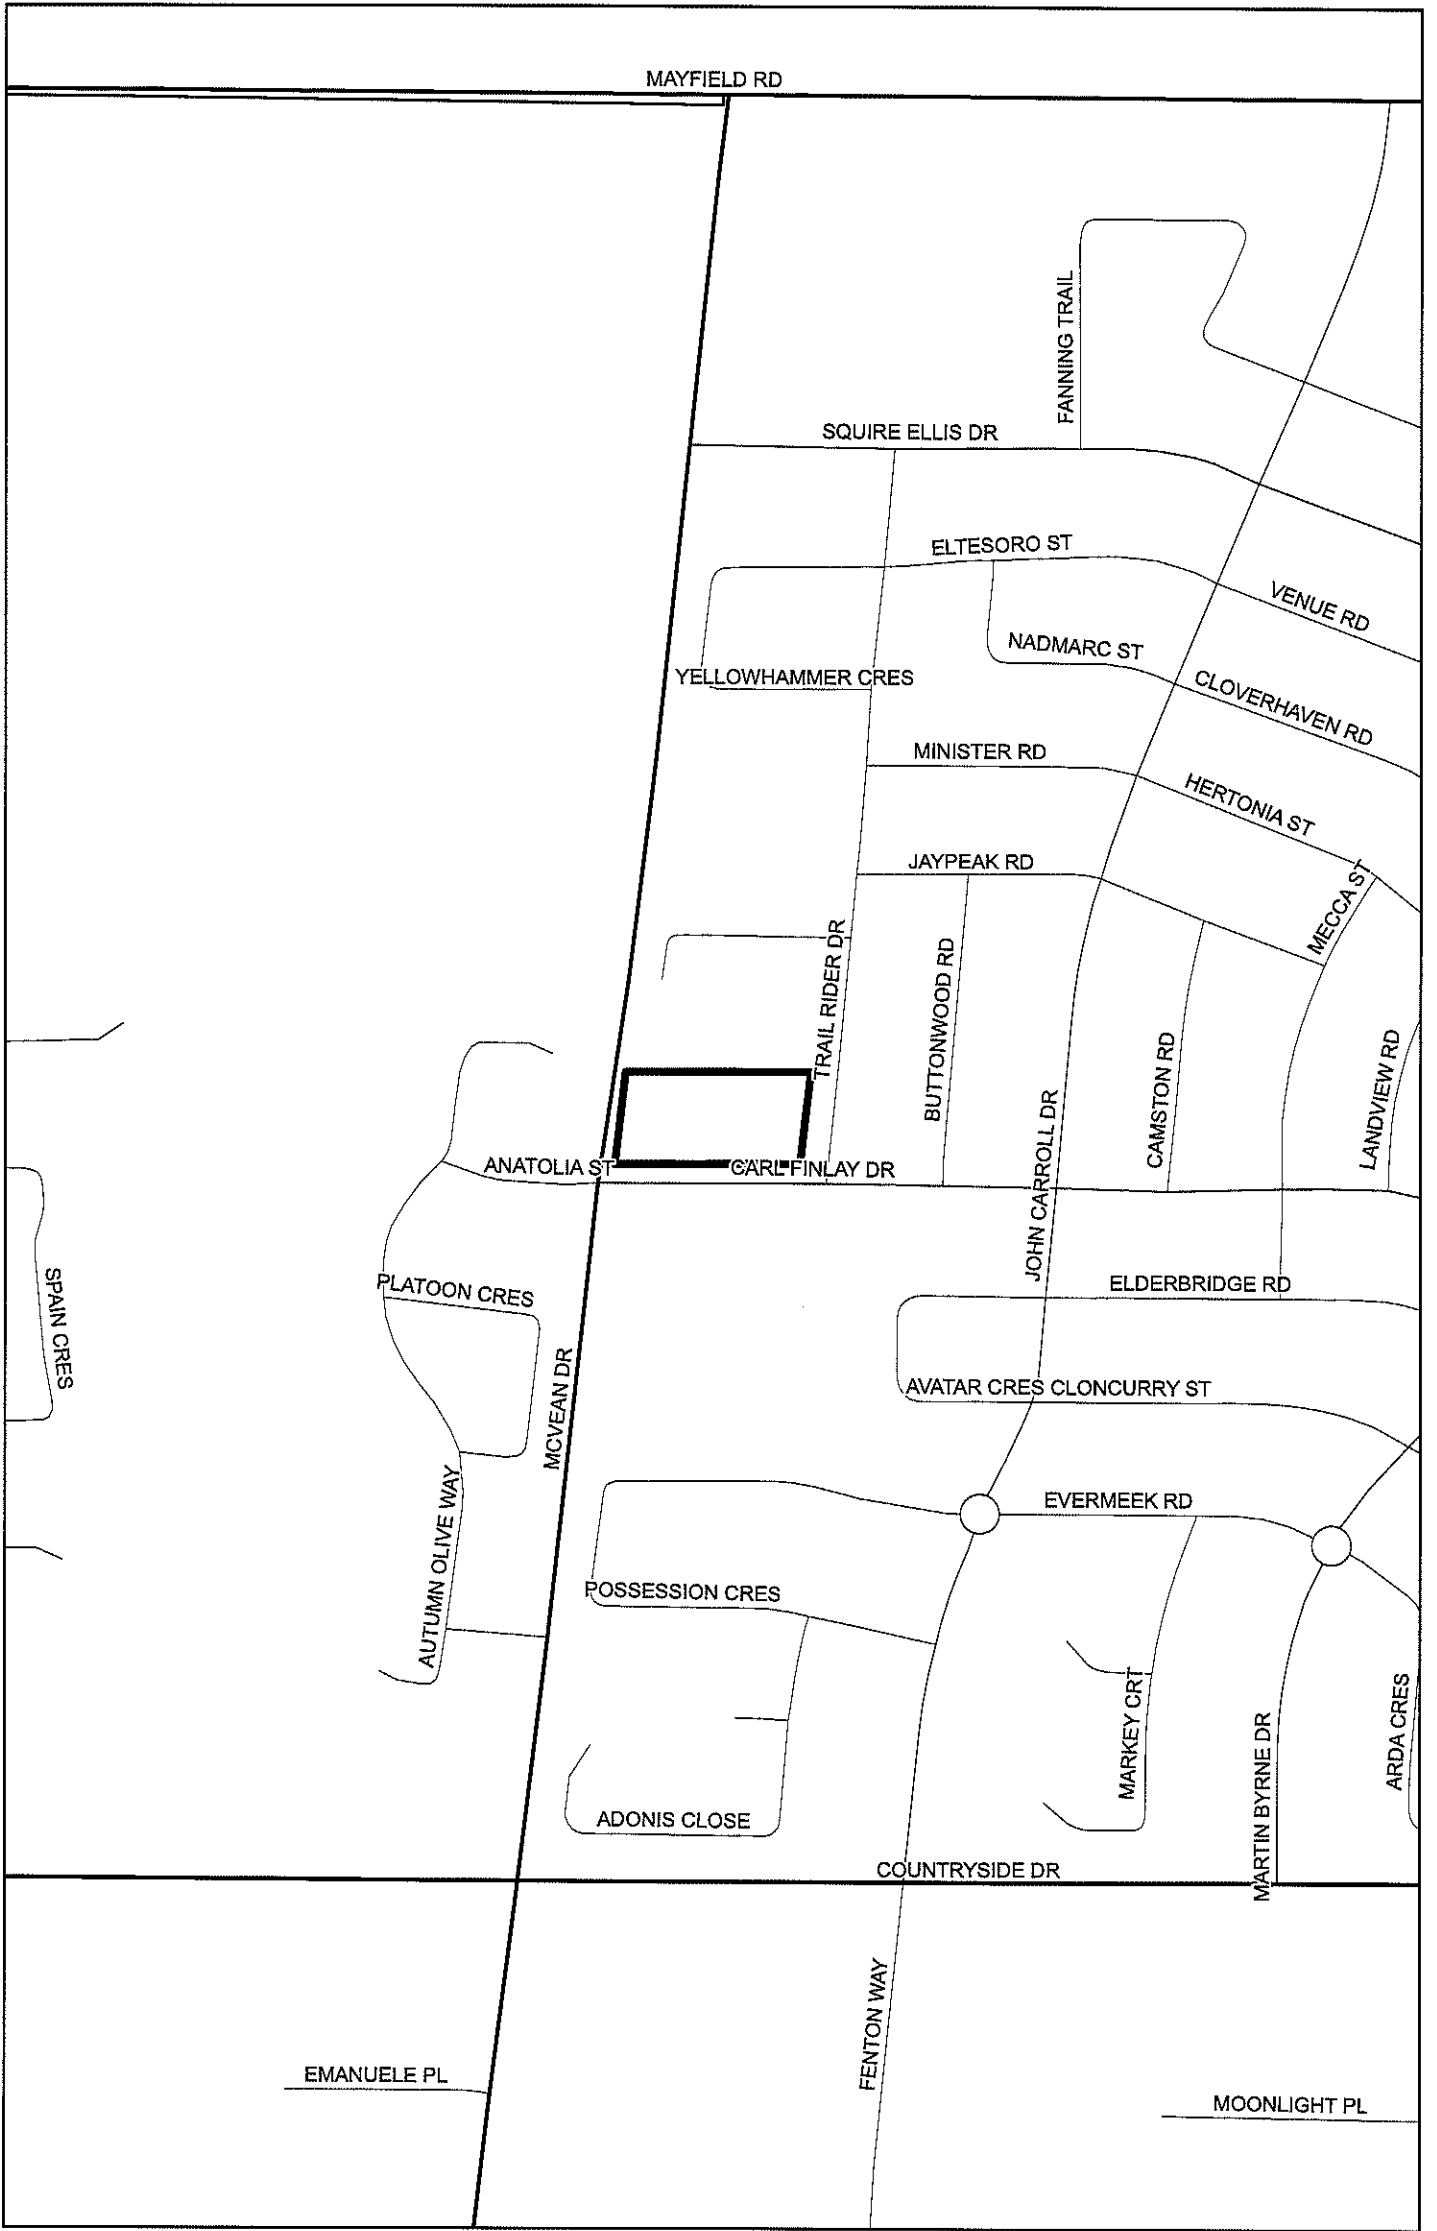 MAYFIELD RD
FANNING TRAIL
SQUIRE ELLIS DR
ELTESORO ST
VENUE RD
NADMARC ST
YELLOWHAMMER CRES
CLOVERHAVEN RD
MINISTER RD
HERTONIA ST
JAYPEAK RD
MECCA ST
TRAIL RIDER DR
BUTTONWOOD RD
CAMSTON RD
LANDVIEW RD
JOHN CARROLL DR
ANATOLIA ST
CARL FINLAY DR
SPAIN CRES
PLATOON CRES
ELDERBRIDGE RD
MCVEAN DR
AVATAR CRES
CLONCURRY ST
AUTUMN OLIVE WAY
EVERMEEK RD
POSSESSION CRES
MARKEY CRT
MARTIN BYRNE DR
ARDA CRES
ADONIS CLOSE
COUNTRYSIDE DR
FENTON WAY
EMANUELE PL
MOONLIGHT PL